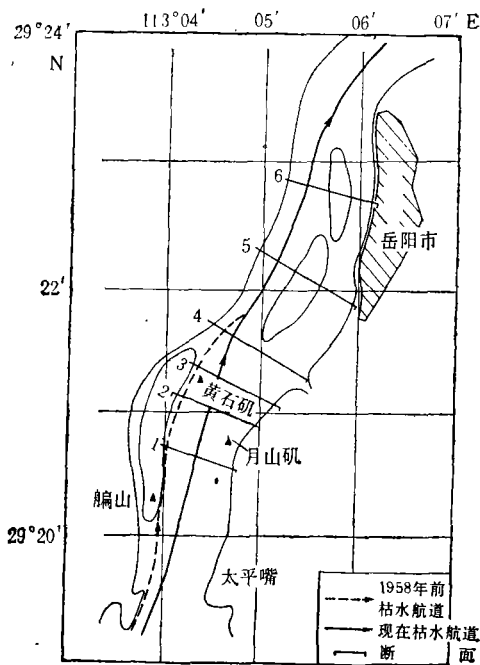 113°04′ 05′ 06′ 07′ E
29°24′
N
6
岳阳市
5
22′
4
3
黄石矶
2
1
月山矶
艑山
29°20′
太平嘴
1958年前
枯水航道
现在枯水航道
断 面